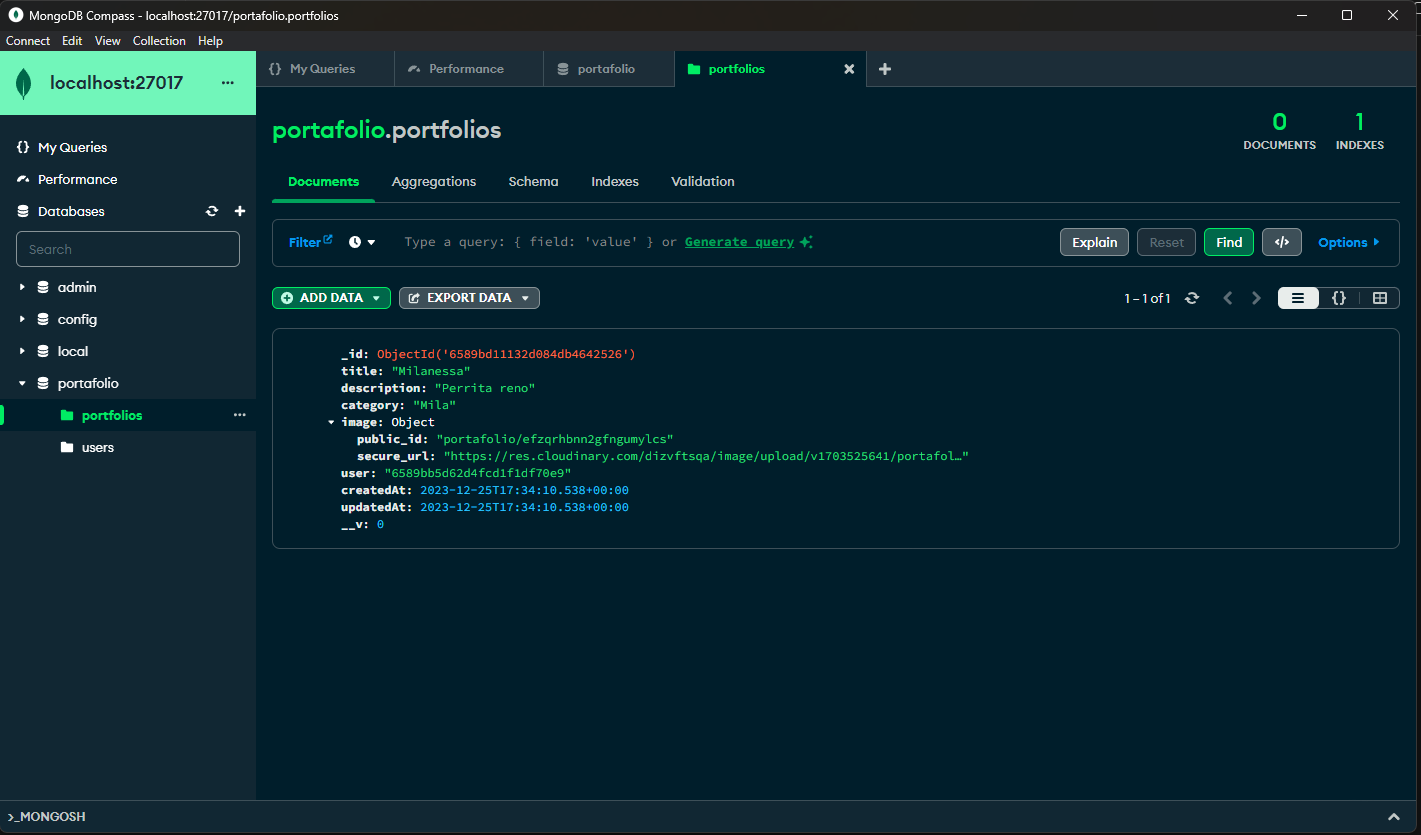 MongoDB Compass - localhost:27017/portafolio.portfolios
Connect Edit View Collection Help
localhost:27017 ...
{} My Queries
Performance
Databases
Search
admin
config
local
portafolio
portfolios ...
users
{} My Queries Performance portafolio portfolios
portafolio.portfolios
0 DOCUMENTS
1 INDEXES
Documents Aggregations Schema Indexes Validation
Filter Type a query: { field: 'value' } or Generate query Explain Reset Find </> Options
ADD DATA EXPORT DATA 1 – 1 of 1 {}
_id: ObjectId('6589bd11132d084db4642526')
title: "Milanessa"
description: "Perrita reno"
category: "Mila"
image: Object
public_id: "portafolio/efzqrhbnn2gfngumylcs"
secure_url: "https://res.cloudinary.com/dizvftsqa/image/upload/v1703525641/portafol…"
user: "6589bb5d62d4fcd1f1df70e9"
createdAt: 2023-12-25T17:34:10.538+00:00
updatedAt: 2023-12-25T17:34:10.538+00:00
__v: 0
>_MONGOSH